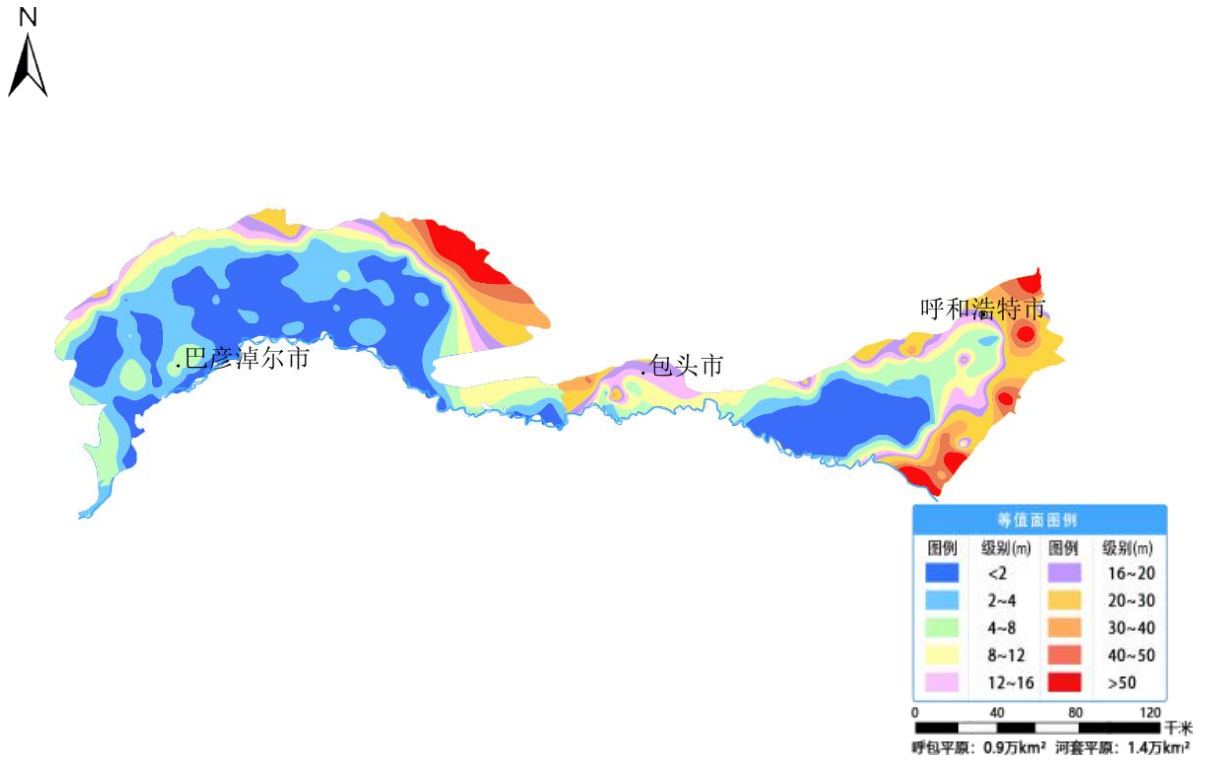 N
呼和浩特市
.巴彦淖尔市
.包头市
等值面图例
图例 级别(m) 图例 级别(m)
<2 16~20
2~4 20~30
4~8 30~40
8~12 40~50
12~16 >50
0 40 80 120
千米
呼包平原：0.9万km² 河套平原：1.4万km²